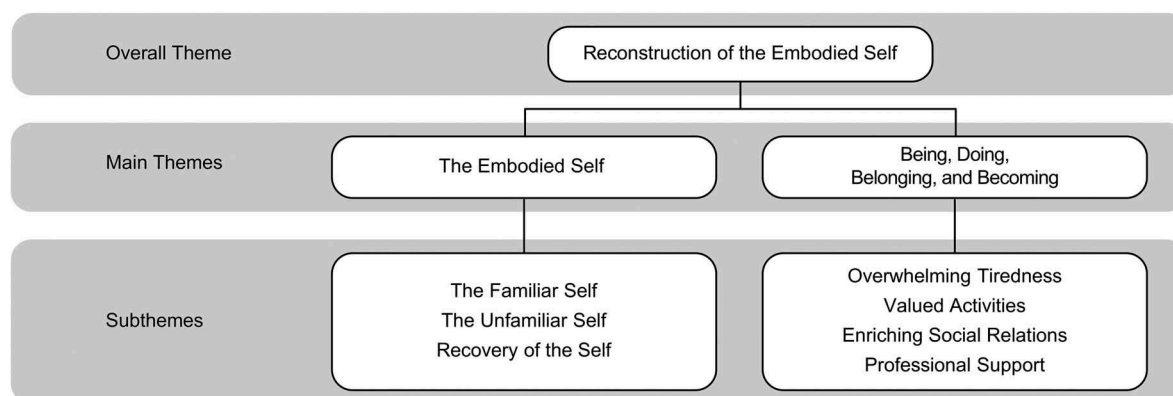 Overall Theme
Reconstruction of the Embodied Self
Main Themes
The Embodied Self
Being, Doing,
Belonging, and Becoming
Subthemes
The Familiar Self
The Unfamiliar Self
Recovery of the Self
Overwhelming Tiredness
Valued Activities
Enriching Social Relations
Professional Support